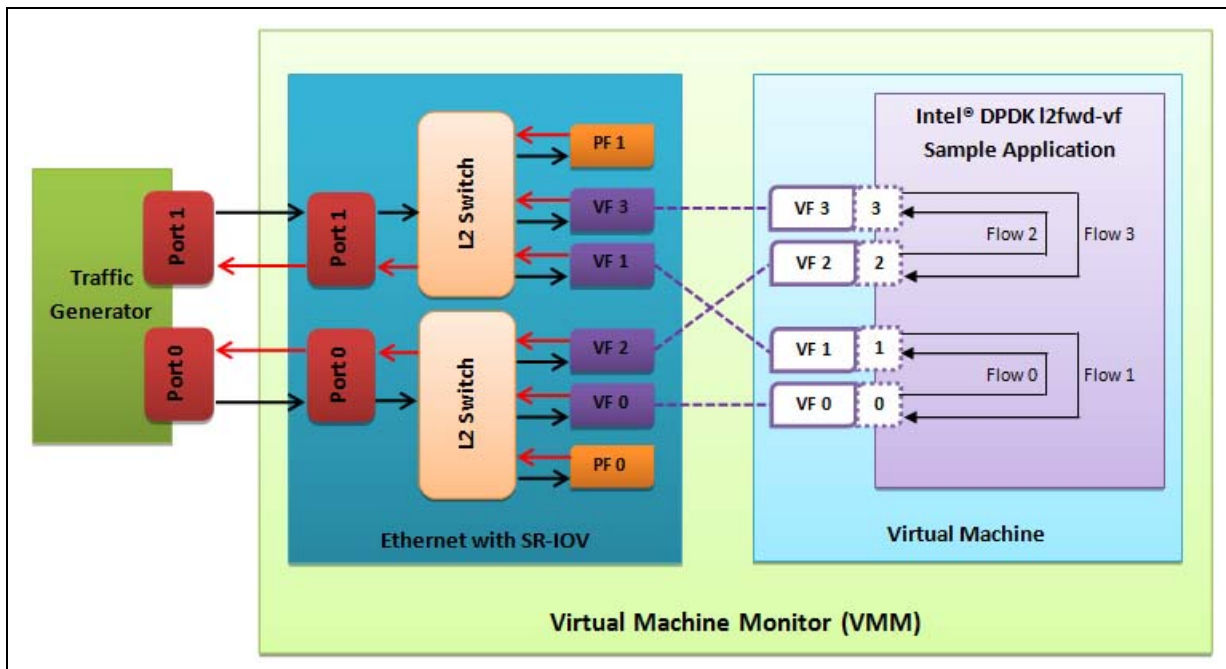 Traffic
Generator
Port 1
Port 0
Port 1
Port 0
L2 Switch
L2 Switch
PF 1
VF 3
VF 1
VF 2
VF 0
PF 0
Ethernet with SR-IOV
Intel® DPDK l2fwd-vf
Sample Application
VF 3
3
VF 2
2
VF 1
1
VF 0
0
Flow 2
Flow 3
Flow 0
Flow 1
Virtual Machine
Virtual Machine Monitor (VMM)